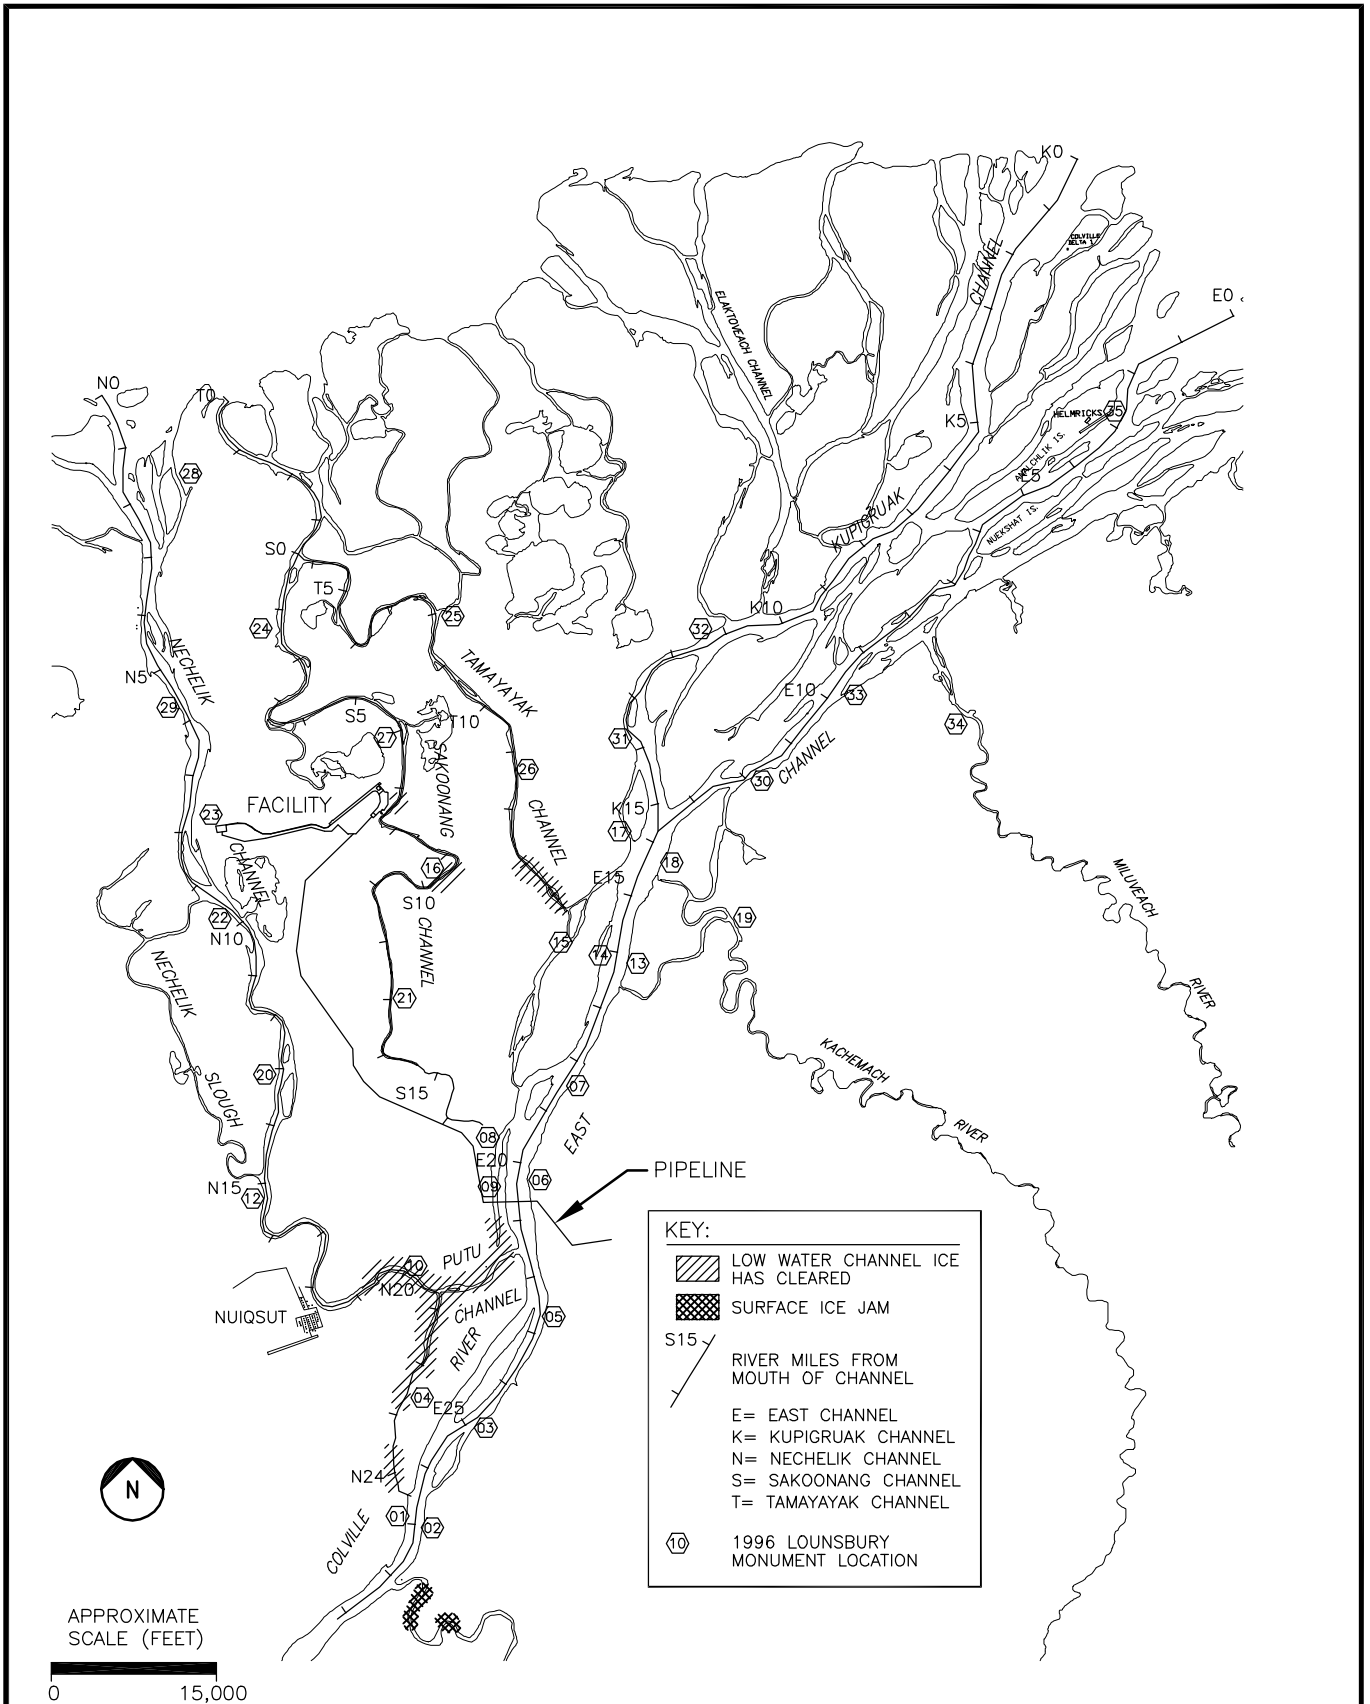 K0
COLVILLE
DELTA 1
E0
CHANNEL
ELAKTOVEACH CHANNEL
N0
T0
K5
HELMRICKS
35
ANACHLIK IS.
E5
28
KUPIGRUAK
NUEKSHAT IS.
S0
T5
25
K10
24
32
NECHELIK
TAMAYAYAK
N5
E10
33
29
S5
T10
34
27
31
SAKOONANG
CHANNEL
26
30
FACILITY
K15
23
CHANNEL
17
CHANNEL
16
18
E15
MILUVEACH
S10
22
CHANNEL
19
N10
15
14
13
NECHELIK
21
RIVER
20
KACHEMACH
SLOUGH
07
S15
EAST
RIVER
08
E20
PIPELINE
N15
09
06
12
PUTU
10
N20
CHANNEL
NUIQSUT
05
RIVER
04
E25
03
N24
01
02
COLVILLE
N
KEY:
LOW WATER CHANNEL ICE
HAS CLEARED
SURFACE ICE JAM
S15
RIVER MILES FROM
MOUTH OF CHANNEL
E= EAST CHANNEL
K= KUPIGRUAK CHANNEL
N= NECHELIK CHANNEL
S= SAKOONANG CHANNEL
T= TAMAYAYAK CHANNEL
10
1996 LOUNSBURY
MONUMENT LOCATION
APPROXIMATE
SCALE (FEET)
0 15,000